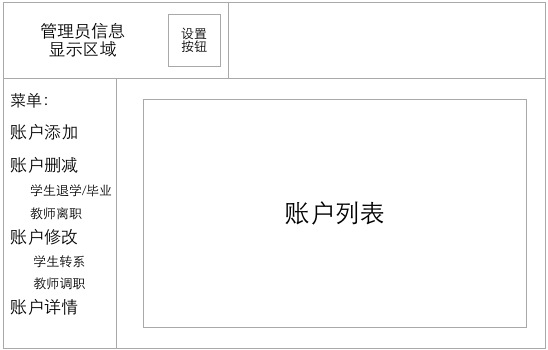 管理员信息
显示区域
设置
按钮
菜单：
账户添加
账户删减
学生退学/毕业
教师离职
账户修改
学生转系
教师调职
账户详情
账户列表